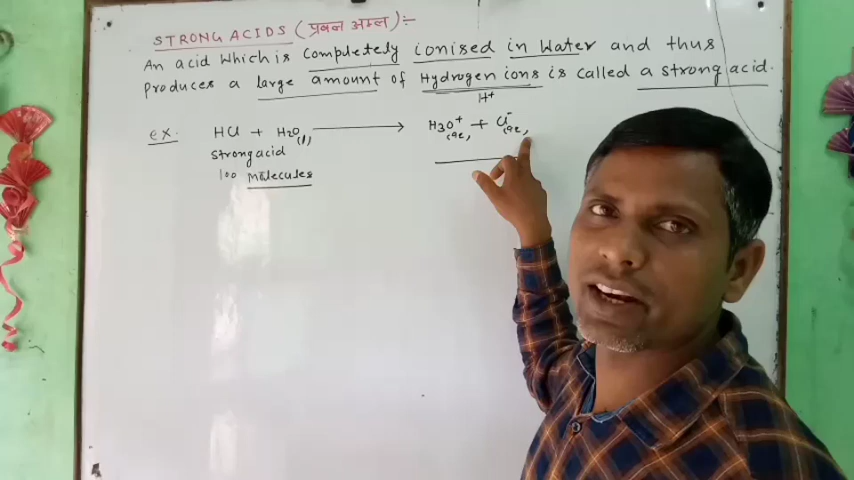 STRONG ACIDS (प्रबल अम्ल):-
An acid which is completely ionised in water and thus
produces a large amount of Hydrogen ions is called a strong acid.
H+
ex. HCl + H2O(l) ⟶ H3O+(aq) + Cl-(aq)
strong acid
100 Molecules